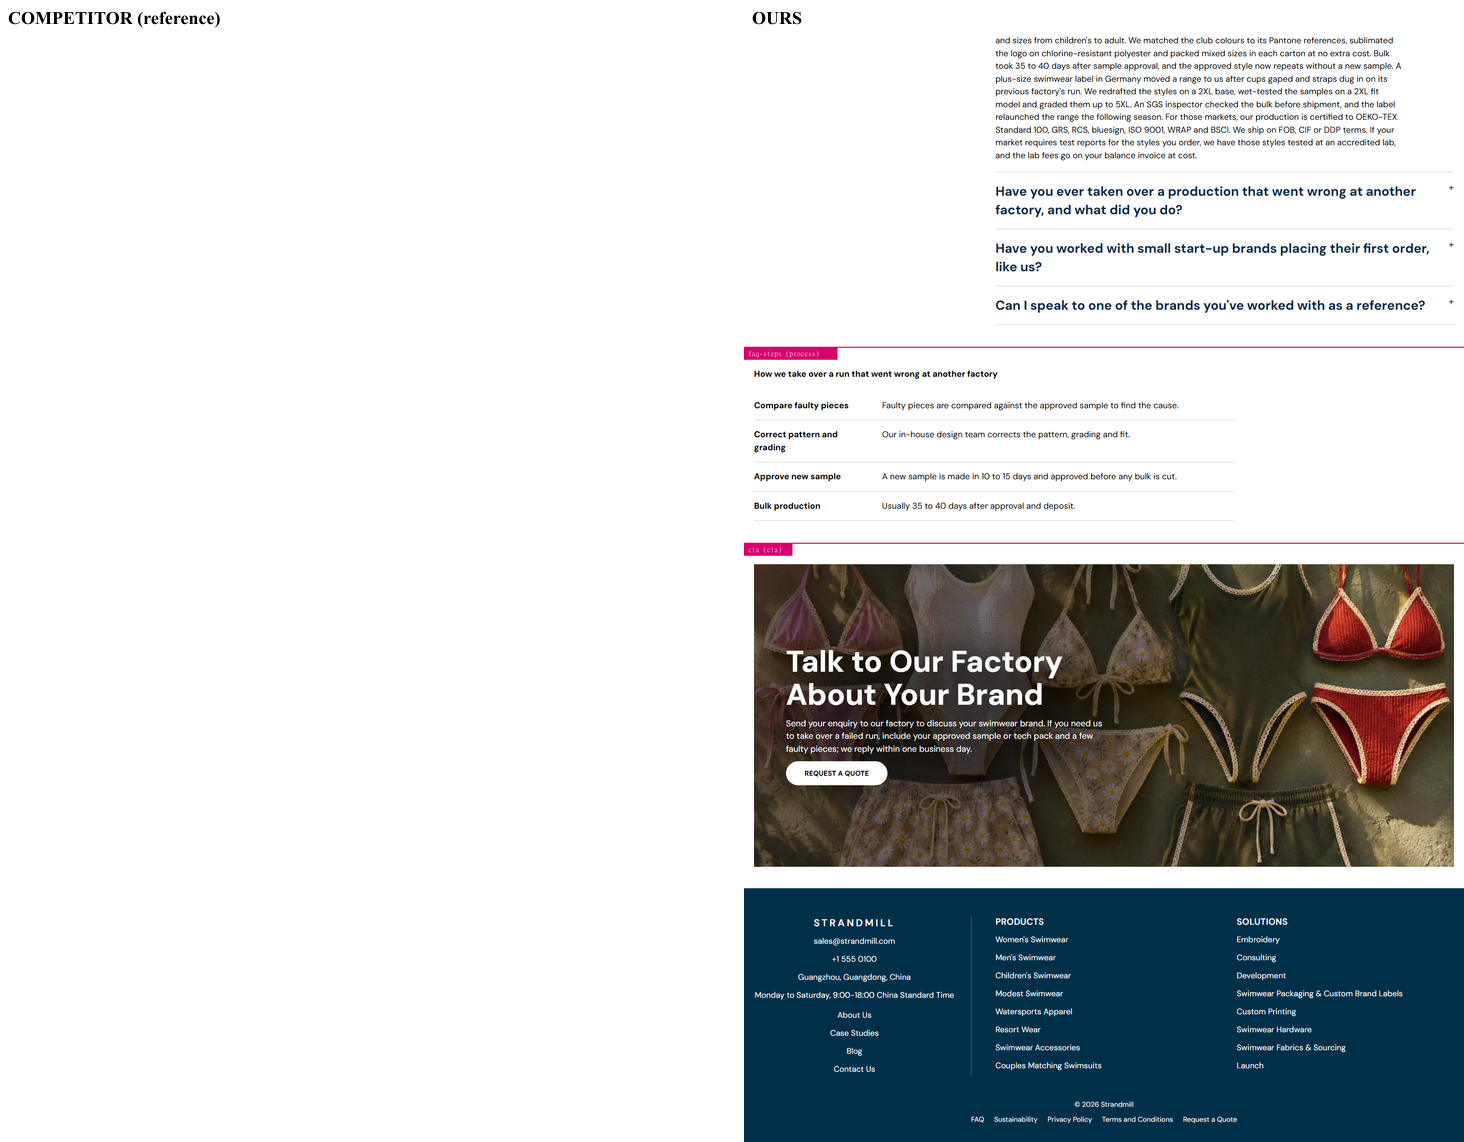 COMPETITOR (reference)
OURS
and sizes from children's to adult. We matched the club colours to its Pantone references, sublimated
the logo on chlorine-resistant polyester and packed mixed sizes in each carton at no extra cost. Bulk
took 35 to 40 days after sample approval, and the approved style now repeats without a new sample. A
plus-size swimwear label in Germany moved a range to us after cups gaped and straps dug in on its
previous factory's run. We redrafted the styles on a 2XL base, wet-tested the samples on a 2XL fit
model and graded them up to 5XL. An SGS inspector checked the bulk before shipment, and the label
relaunched the range the following season. For those markets, our production is certified to OEKO-TEX
Standard 100, GRS, RCS, bluesign, ISO 9001, WRAP and BSCI. We ship on FOB, CIF or DDP terms. If your
market requires test reports for the styles you order, we have those styles tested at an accredited lab,
and the lab fees go on your balance invoice at cost.
Have you ever taken over a production that went wrong at another +
factory, and what did you do?
Have you worked with small start-up brands placing their first order, +
like us?
Can I speak to one of the brands you've worked with as a reference? +
faq-steps (process)
How we take over a run that went wrong at another factory
Compare faulty pieces Faulty pieces are compared against the approved sample to find the cause.
Correct pattern and Our in-house design team corrects the pattern, grading and fit.
grading
Approve new sample A new sample is made in 10 to 15 days and approved before any bulk is cut.
Bulk production Usually 35 to 40 days after approval and deposit.
cta (cta)
Talk to Our Factory
About Your Brand
Send your enquiry to our factory to discuss your swimwear brand. If you need us
to take over a failed run, include your approved sample or tech pack and a few
faulty pieces; we reply within one business day.
REQUEST A QUOTE
STRANDMILL
sales@strandmill.com
+1 555 0100
Guangzhou, Guangdong, China
Monday to Saturday, 9:00-18:00 China Standard Time
About Us
Case Studies
Blog
Contact Us
PRODUCTS
Women's Swimwear
Men's Swimwear
Children's Swimwear
Modest Swimwear
Watersports Apparel
Resort Wear
Swimwear Accessories
Couples Matching Swimsuits
SOLUTIONS
Embroidery
Consulting
Development
Swimwear Packaging & Custom Brand Labels
Custom Printing
Swimwear Hardware
Swimwear Fabrics & Sourcing
Launch
© 2026 Strandmill
FAQ Sustainability Privacy Policy Terms and Conditions Request a Quote